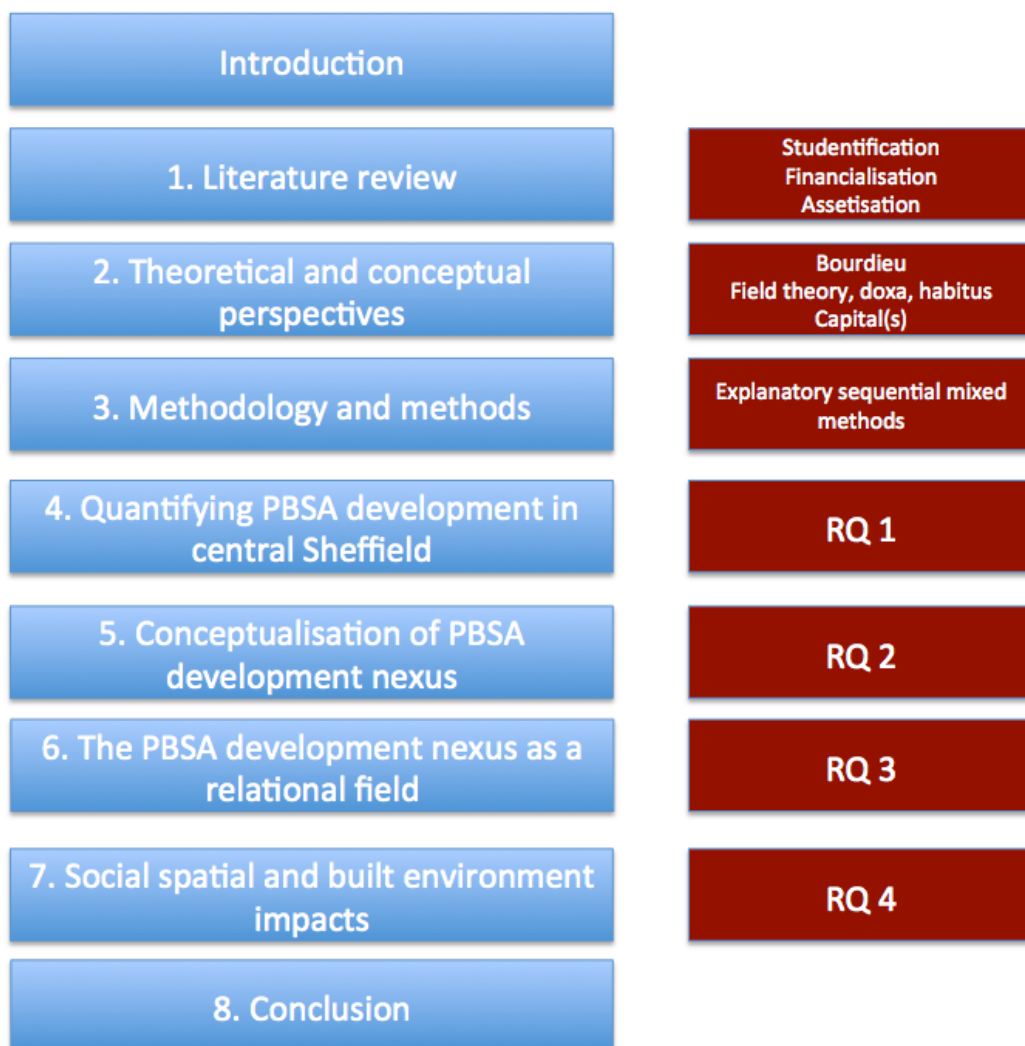 Introduction
1. Literature review
Studentification
Financialisation
Assetisation
2. Theoretical and conceptual
perspectives
Bourdieu
Field theory, doxa, habitus
Capital(s)
3. Methodology and methods
Explanatory sequential mixed
methods
4. Quantifying PBSA development in
central Sheffield
RQ 1
5. Conceptualisation of PBSA
development nexus
RQ 2
6. The PBSA development nexus as a
relational field
RQ 3
7. Social spatial and built environment
impacts
RQ 4
8. Conclusion